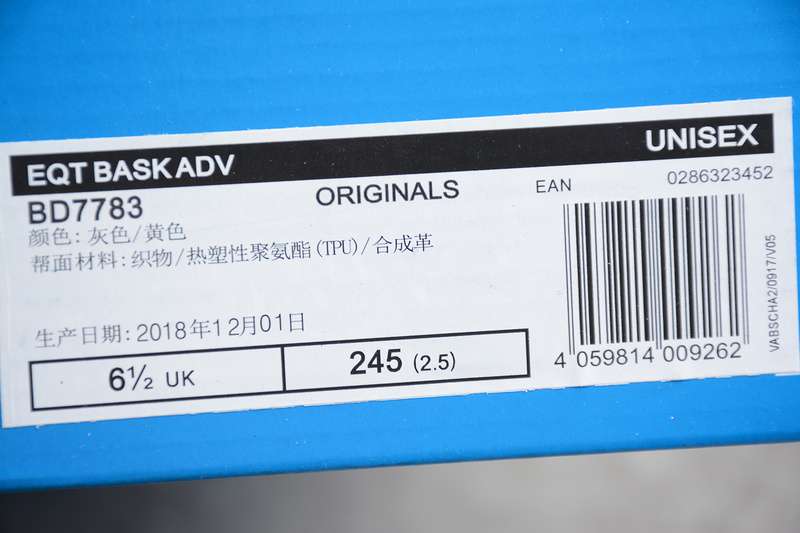 EQT BASK ADV
UNISEX
BD7783
ORIGINALS
EAN
0286323452
颜色: 灰色/黄色
帮面材料: 织物/热塑性聚氨酯(TPU)/合成革
生产日期: 2018年12月01日
6½ UK
245 (2.5)
4 059814 009262
VABSCHA2/0917/V05